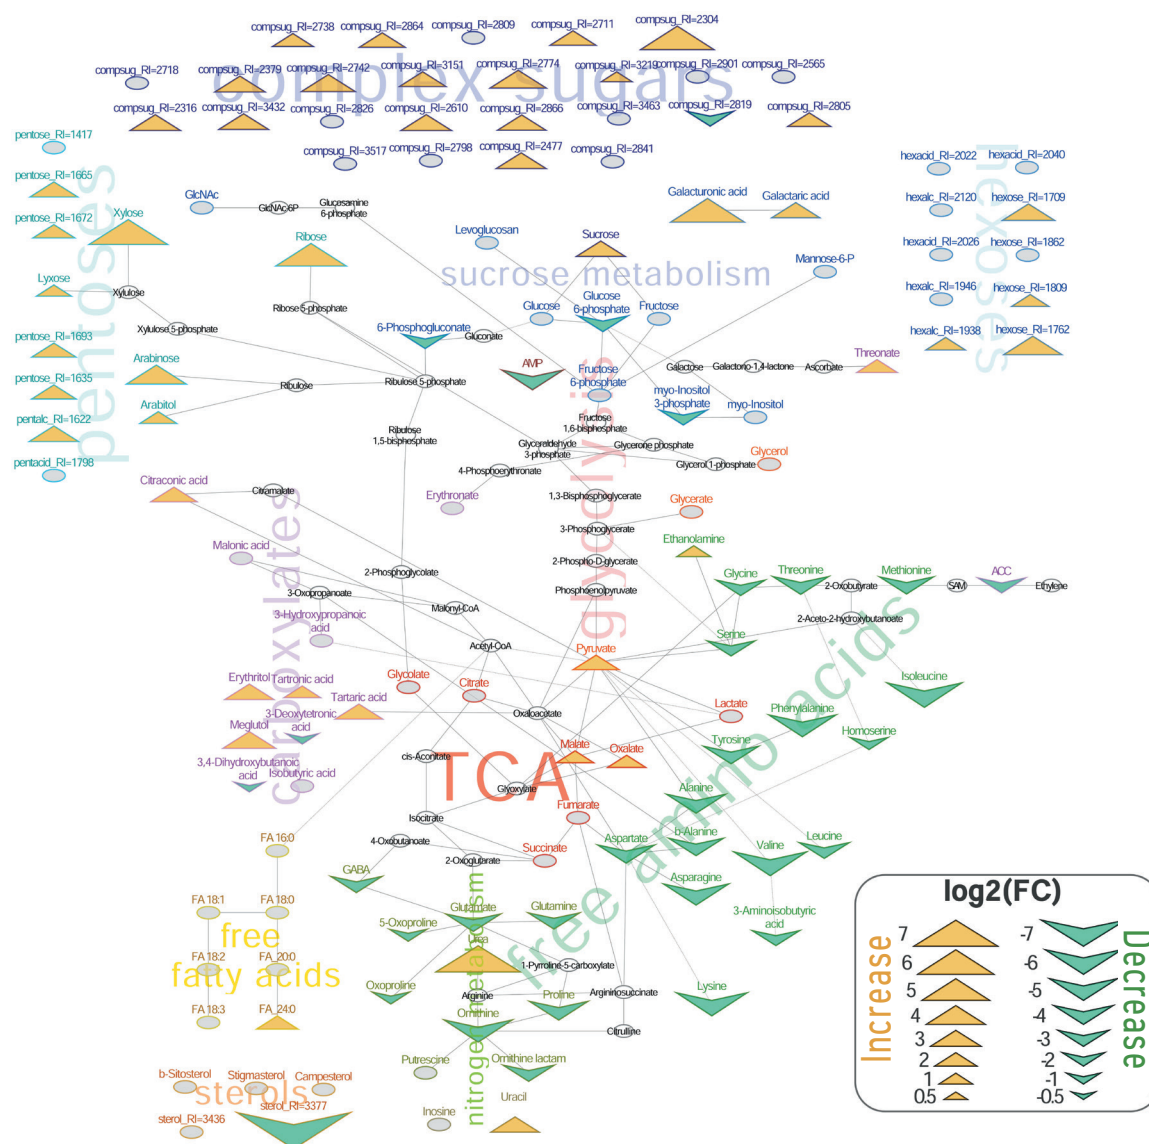 compsug_RI=2738
compsug_RI=2864
compsug_RI=2809
compsug_RI=2711
compsug_RI=2304
compsug_RI=2718
compsug_RI=2379
compsug_RI=2742
compsug_RI=3151
compsug_RI=2774
compsug_RI=3219
compsug_RI=2901
compsug_RI=2565
complex sugars
compsug_RI=2316
compsug_RI=3432
compsug_RI=2826
compsug_RI=2610
compsug_RI=2866
compsug_RI=3463
compsug_RI=2819
compsug_RI=2805
compsug_RI=3517
compsug_RI=2798
compsug_RI=2477
compsug_RI=2841
pentose_RI=1417
pentose_RI=1665
pentose_RI=1672
Xylose
Lyxose
Xylulose
Xylulose 5-phosphate
pentose_RI=1693
pentose_RI=1635
pentalc_RI=1622
pentacid_RI=1798
pentoses
Arabinose
Arabitol
Ribulose
GlcNAc
GlcNAc-6P
Glucosamine
6-phosphate
Ribose
Ribose 5-phosphate
6-Phosphogluconate
Gluconate
Ribulose 5-phosphate
Ribulose
1,5-bisphosphate
Galacturonic acid
Galactaric acid
Levoglucosan
Sucrose
Mannose-6-P
sucrose metabolism
Glucose
Glucose
6-phosphate
Fructose
AMP
Fructose
6-phosphate
Galactose
Galactono-1,4-lactone
Ascorbate
Threonate
myo-Inositol
3-phosphate
myo-Inositol
hexacid_RI=2022
hexacid_RI=2040
hexalc_RI=2120
hexose_RI=1709
hexacid_RI=2026
hexose_RI=1862
hexalc_RI=1946
hexose_RI=1809
hexalc_RI=1938
hexose_RI=1762
hexoses
Fructose
1,6-bisphosphate
Glyceraldehyde
3-phosphate
Glycerone phosphate
Glycerol 1-phosphate
Glycerol
4-Phosphoerythronate
Erythronate
1,3-Bisphosphoglycerate
3-Phosphoglycerate
Glycerate
2-Phospho-D-glycerate
Phosphoenolpyruvate
glycolysis
Citraconic acid
Citramalate
Malonic acid
3-Oxopropanoate
3-Hydroxypropanoic
acid
2-Phosphoglycolate
Malonyl-CoA
Acetyl-CoA
carboxylates
Erythritol
Tartronic acid
Tartaric acid
3-Deoxytetronic
acid
Meglutol
3,4-Dihydroxybutanoic
acid
Isobutyric acid
Ethanolamine
Glycine
Threonine
2-Oxobutyrate
Methionine
SAM
ACC
Ethylene
2-Aceto-2-hydroxybutanoate
Serine
Pyruvate
Isoleucine
Glycolate
Citrate
Oxaloacetate
Lactate
Phenylalanine
Tyrosine
Homoserine
cis-Aconitate
TCA
Malate
Oxalate
Glyoxylate
Fumarate
Alanine
Isocitrate
Aspartate
b-Alanine
Valine
Leucine
4-Oxobutanoate
2-Oxoglutarate
Succinate
Asparagine
3-Aminoisobutyric
acid
Lysine
free amino acids
FA 16:0
FA 18:1
FA 18:0
free
fatty acids
FA 18:2
FA_20:0
FA 18:3
FA_24:0
GABA
Glutamate
Glutamine
5-Oxoproline
Urea
1-Pyrroline-5-carboxylate
Oxoproline
Arginine
Proline
Argininosuccinate
Ornithine
Citrulline
Putrescine
Ornithine lactam
Inosine
Uracil
nitrogen metabolism
b-Sitosterol
Stigmasterol
Campesterol
sterols
sterol_RI=3436
sterol_RI=3377
log2(FC)
Increase
7
6
5
4
3
2
1
0.5
-7
-6
-5
-4
-3
-2
-1
-0.5
Decrease